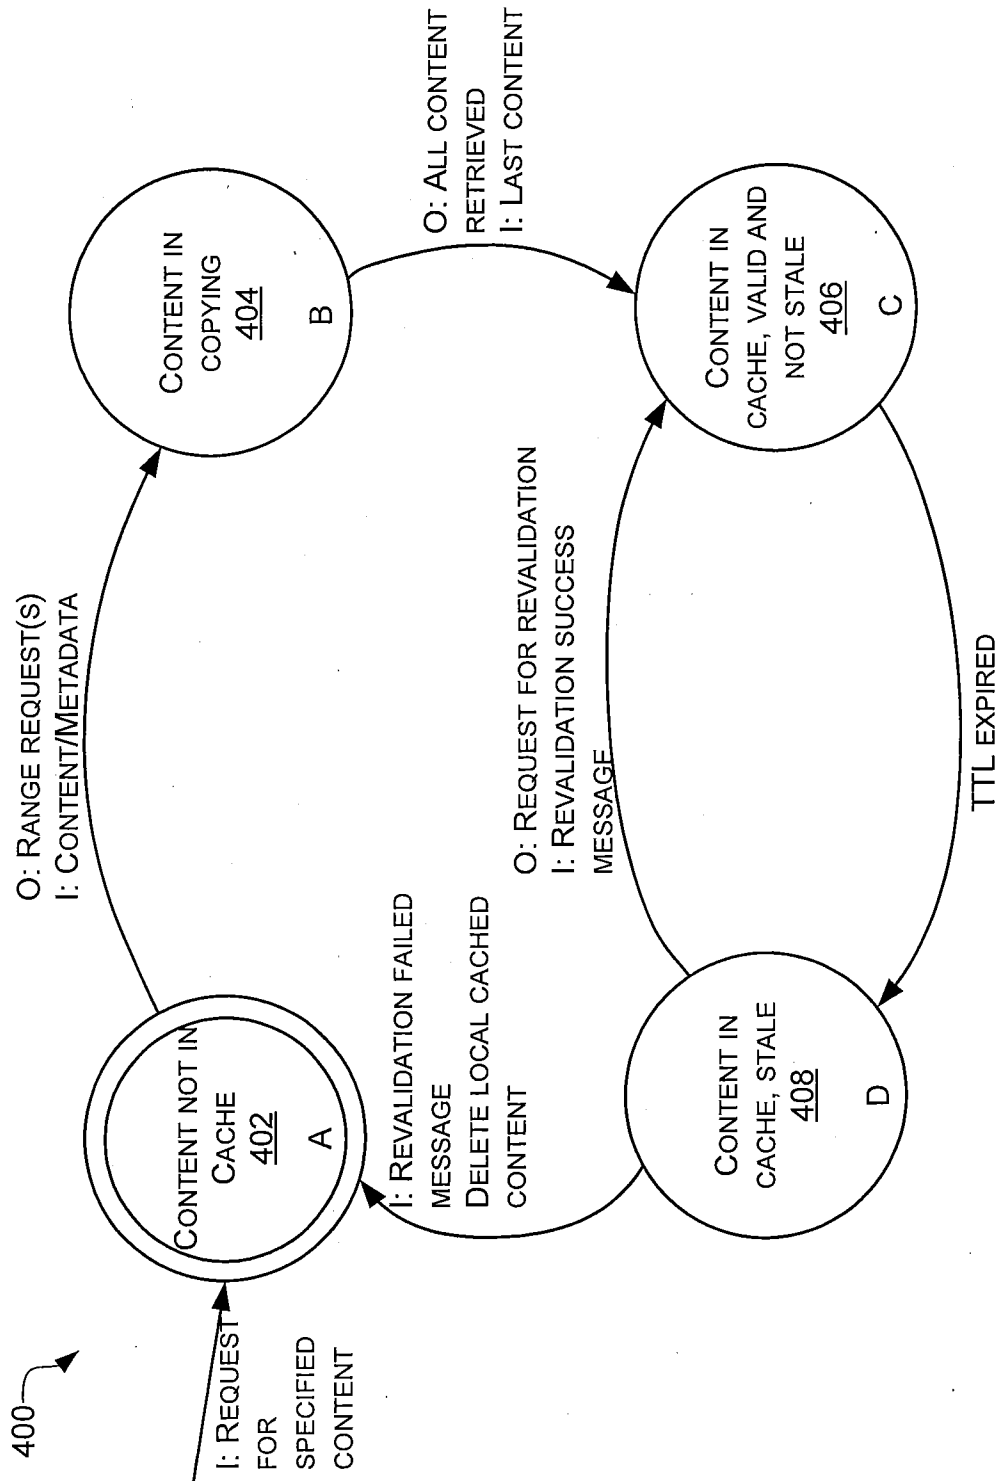 400
I: REQUEST
FOR
SPECIFIED
CONTENT
CONTENT NOT IN
CACHE
402
A
O: RANGE REQUEST(S)
I: CONTENT/METADATA
CONTENT IN
COPYING
404
B
O: ALL CONTENT
RETRIEVED
I: LAST CONTENT
CONTENT IN
CACHE, VALID AND
NOT STALE
406
C
O: REQUEST FOR REVALIDATION
I: REVALIDATION SUCCESS
MESSAGE
TTL EXPIRED
CONTENT IN
CACHE, STALE
408
D
I: REVALIDATION FAILED
MESSAGE
DELETE LOCAL CACHED
CONTENT